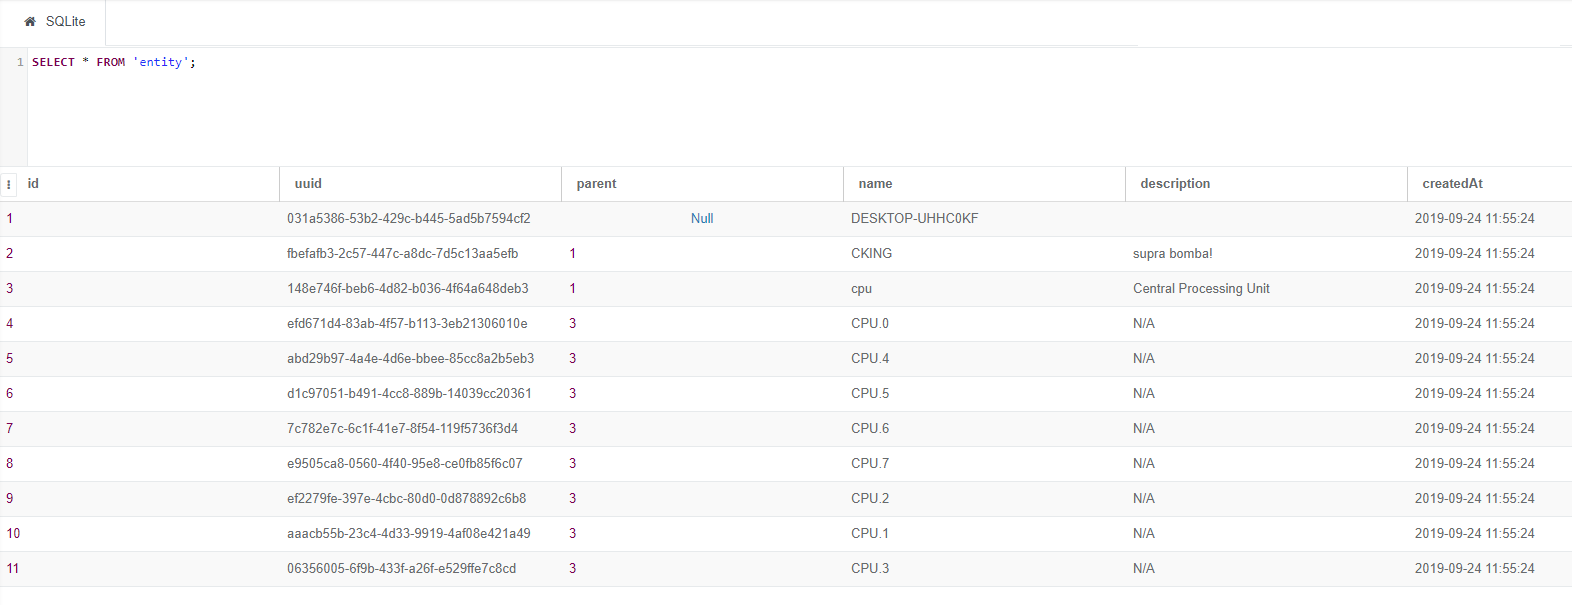 SQLite
1 SELECT * FROM 'entity';
id uuid parent name description createdAt
1 031a5386-53b2-429c-b445-5ad5b7594cf2 Null DESKTOP-UHHC0KF 2019-09-24 11:55:24
2 fbefafb3-2c57-447c-a8dc-7d5c13aa5efb 1 CKING supra bomba! 2019-09-24 11:55:24
3 148e746f-beb6-4d82-b036-4f64a648deb3 1 cpu Central Processing Unit 2019-09-24 11:55:24
4 efd671d4-83ab-4f57-b113-3eb21306010e 3 CPU.0 N/A 2019-09-24 11:55:24
5 abd29b97-4a4e-4d6e-bbee-85cc8a2b5eb3 3 CPU.4 N/A 2019-09-24 11:55:24
6 d1c97051-b491-4cc8-889b-14039cc20361 3 CPU.5 N/A 2019-09-24 11:55:24
7 7c782e7c-6c1f-41e7-8f54-119f5736f3d4 3 CPU.6 N/A 2019-09-24 11:55:24
8 e9505ca8-0560-4f40-95e8-ce0fb85f6c07 3 CPU.7 N/A 2019-09-24 11:55:24
9 ef2279fe-397e-4cbc-80d0-0d878892c6b8 3 CPU.2 N/A 2019-09-24 11:55:24
10 aaacb55b-23c4-4d33-9919-4af08e421a49 3 CPU.1 N/A 2019-09-24 11:55:24
11 06356005-6f9b-433f-a26f-e529ffe7c8cd 3 CPU.3 N/A 2019-09-24 11:55:24